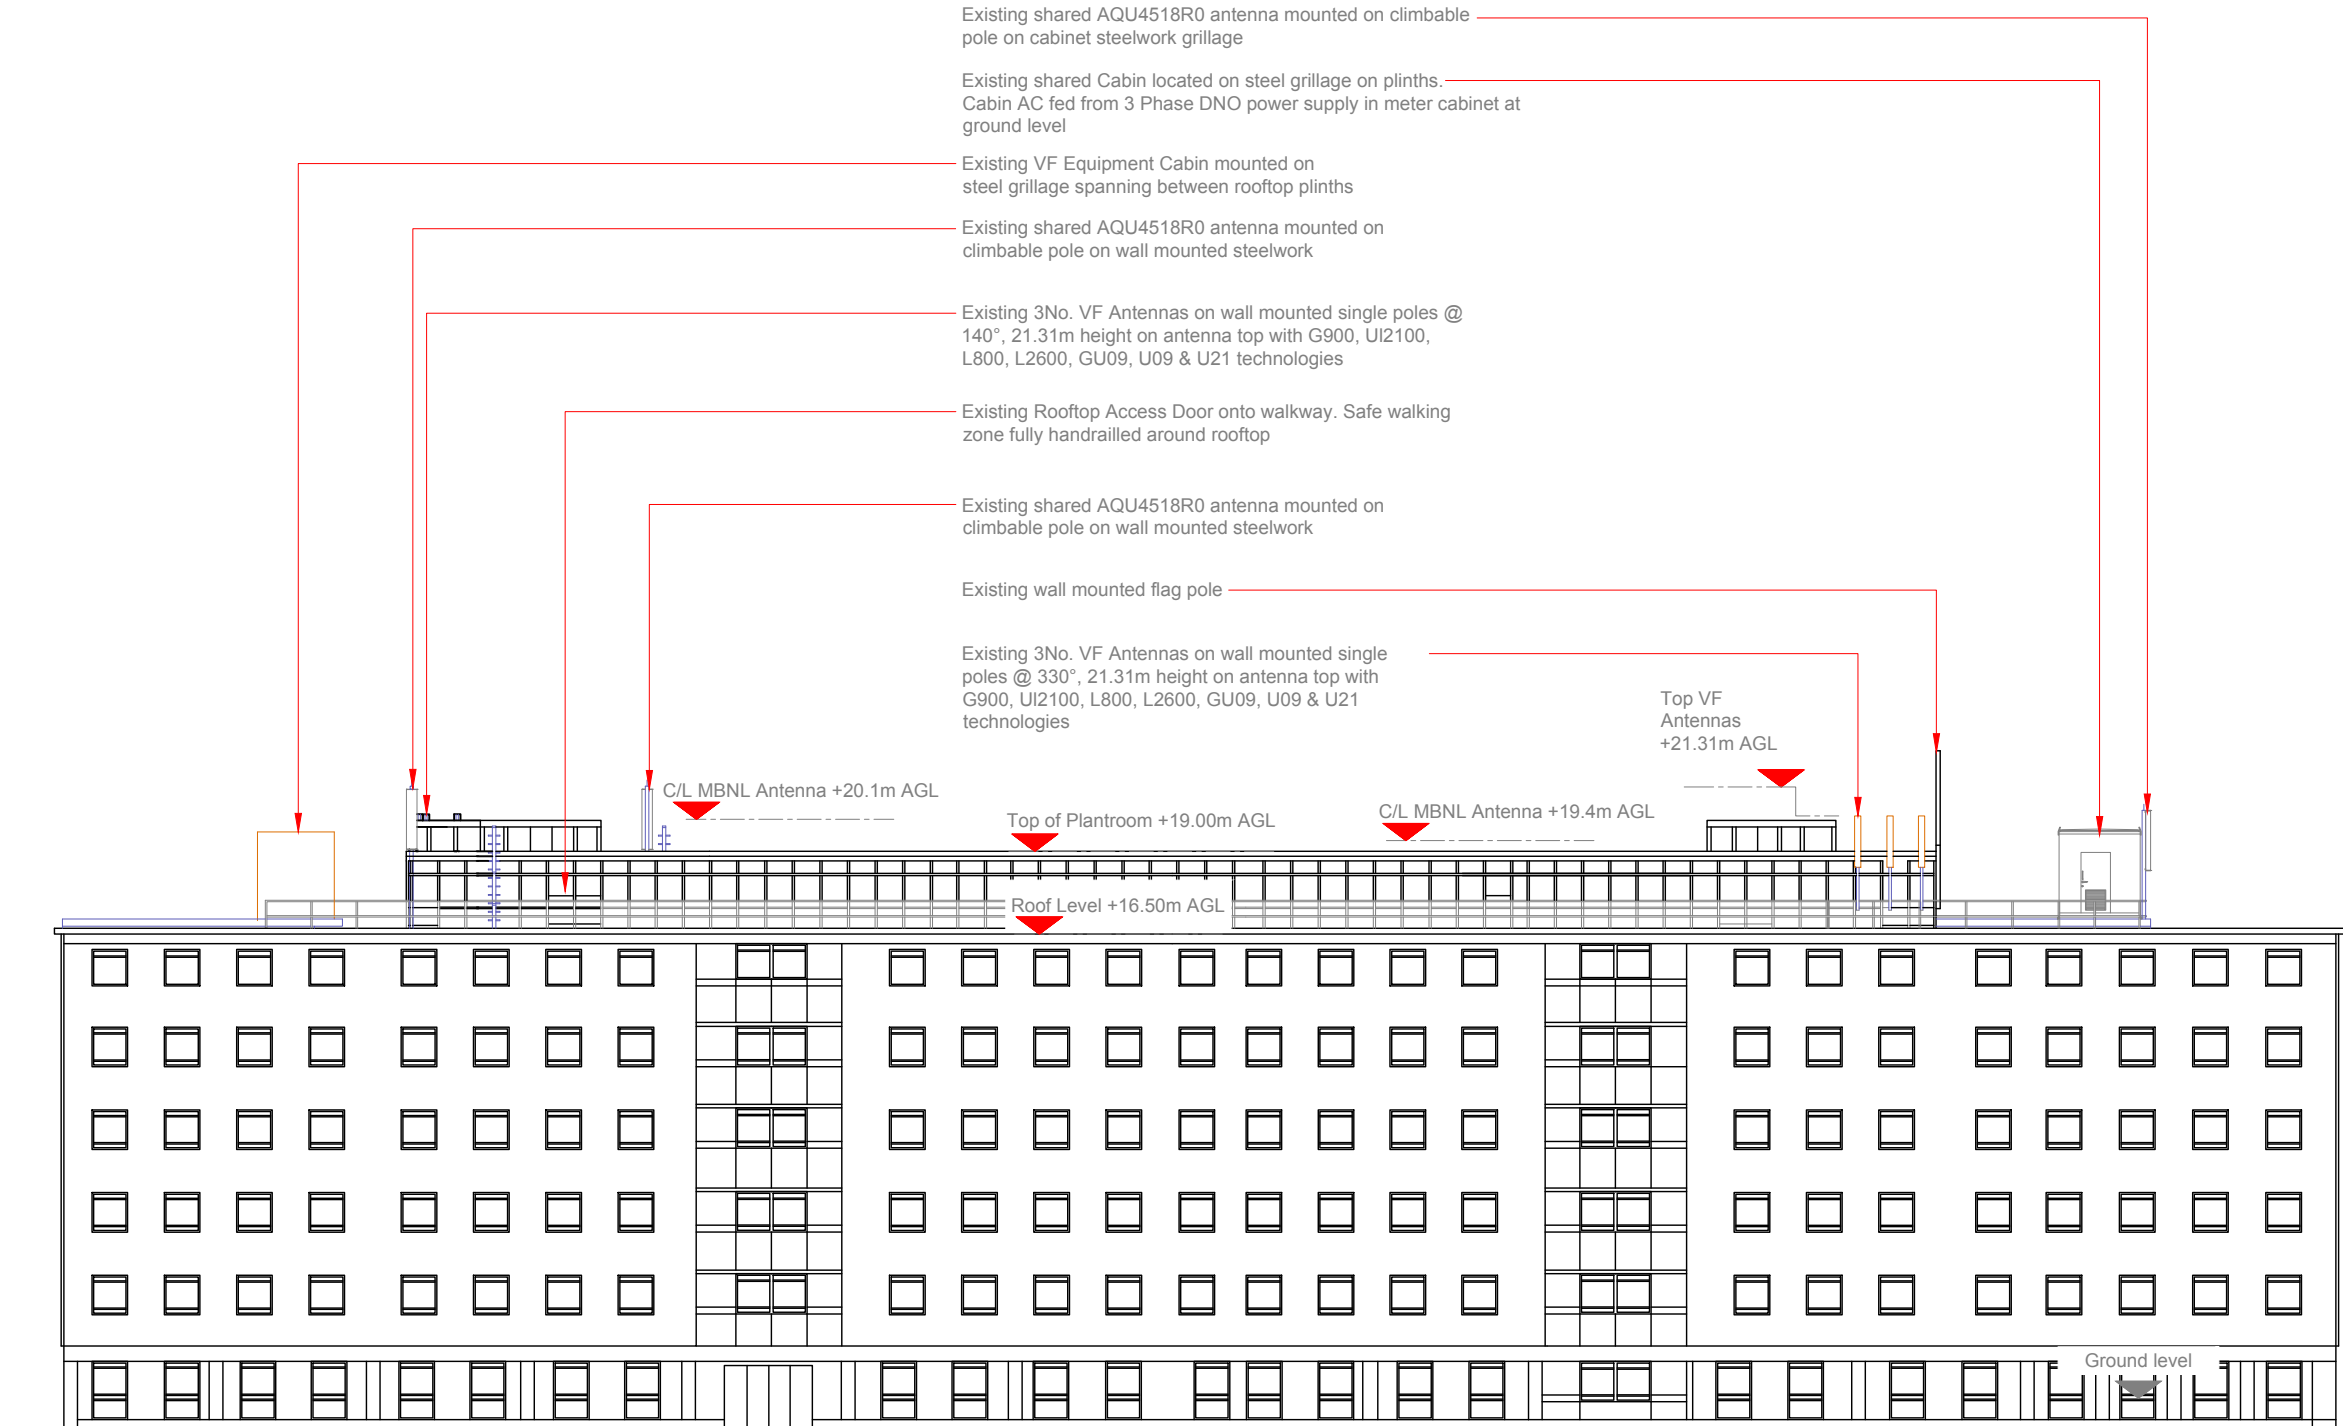 Existing shared AQU4518R0 antenna mounted on climbable
pole on cabinet steelwork grillage
Existing shared Cabin located on steel grillage on plinths.
Cabin AC fed from 3 Phase DNO power supply in meter cabinet at
ground level
Existing VF Equipment Cabin mounted on
steel grillage spanning between rooftop plinths
Existing shared AQU4518R0 antenna mounted on
climbable pole on wall mounted steelwork
Existing 3No. VF Antennas on wall mounted single poles @
140°, 21.31m height on antenna top with G900, Ul2100,
L800, L2600, GU09, U09 & U21 technologies
Existing Rooftop Access Door onto walkway. Safe walking
zone fully handrailled around rooftop
Existing shared AQU4518R0 antenna mounted on
climbable pole on wall mounted steelwork
Existing wall mounted flag pole
Existing 3No. VF Antennas on wall mounted single
poles @ 330°, 21.31m height on antenna top with
G900, Ul2100, L800, L2600, GU09, U09 & U21
technologies
Top VF
Antennas
+21.31m AGL
C/L MBNL Antenna +20.1m AGL
Top of Plantroom +19.00m AGL
C/L MBNL Antenna +19.4m AGL
Roof Level +16.50m AGL
Ground level